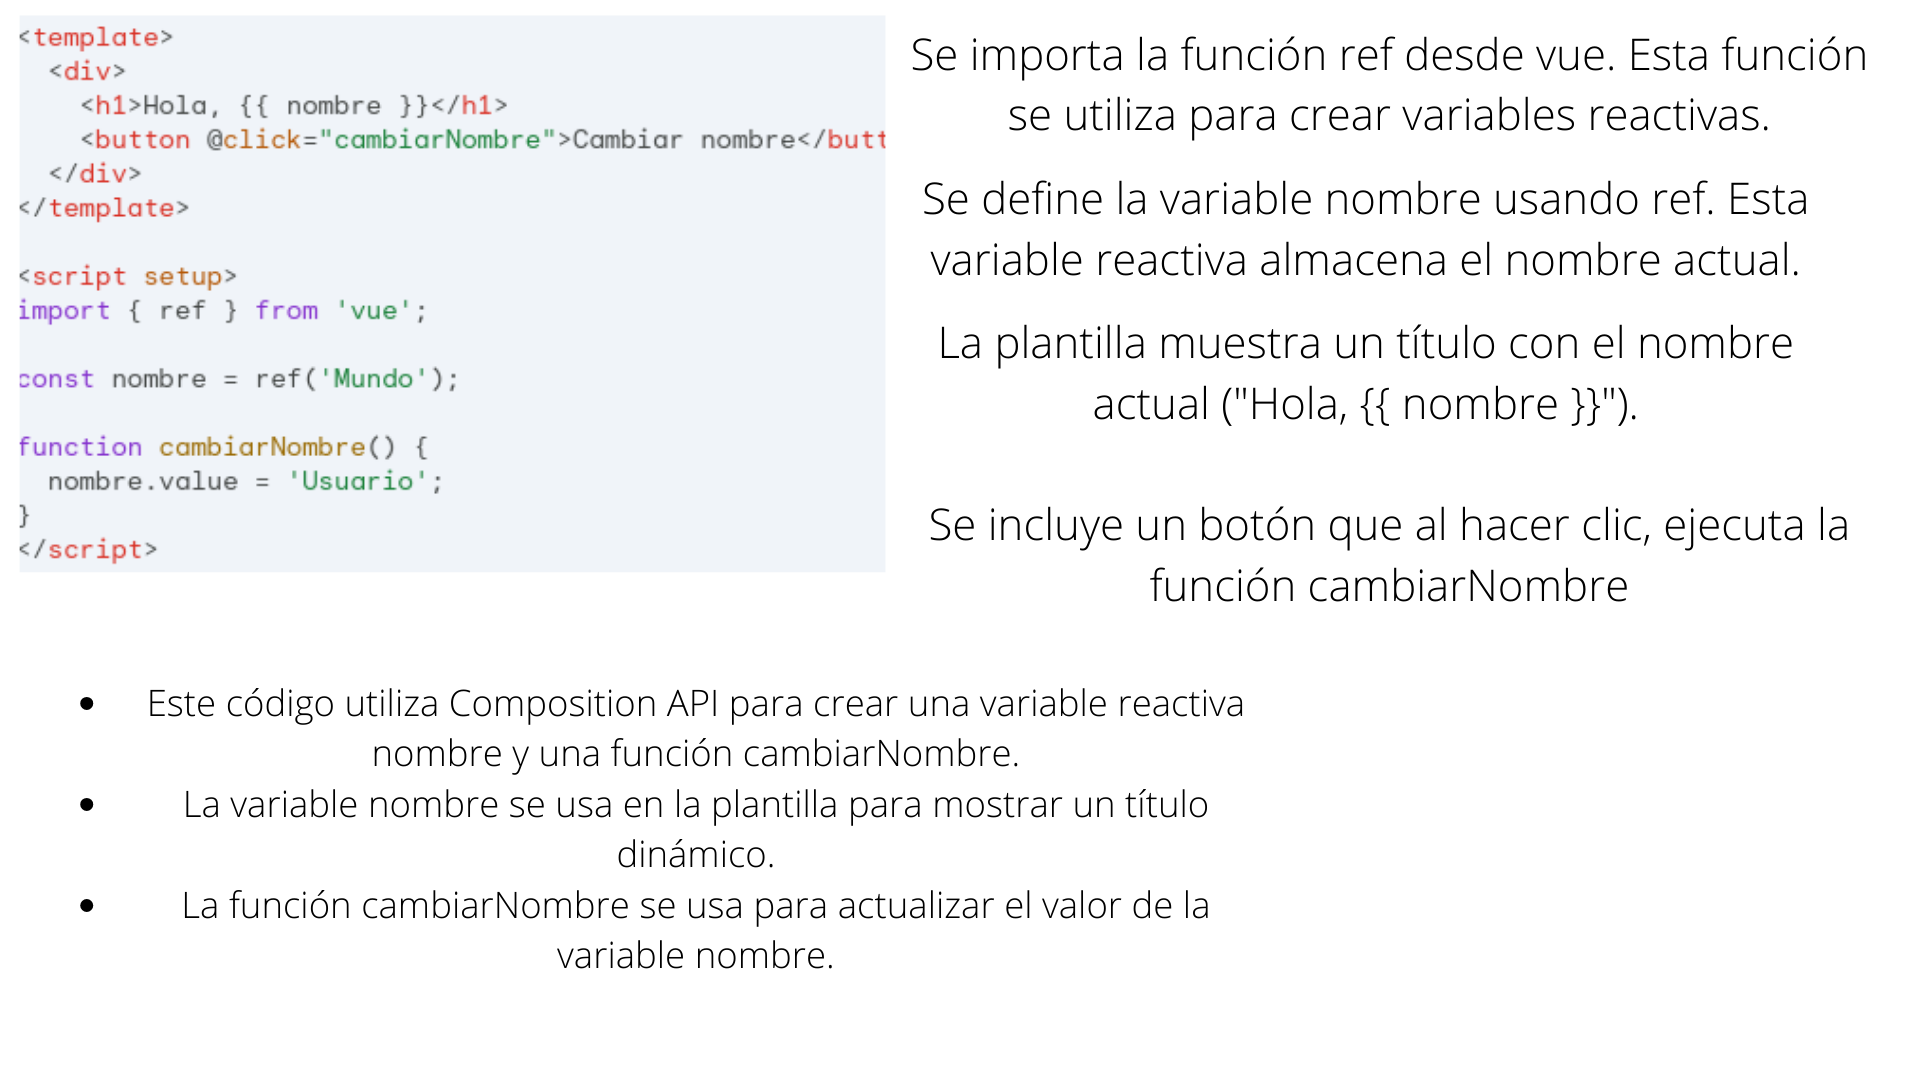 <template>
  <div>
    <h1>Hola, {{ nombre }}</h1>
    <button @click="cambiarNombre">Cambiar nombre</butt
  </div>
</template>

<script setup>
import { ref } from 'vue';

const nombre = ref('Mundo');

function cambiarNombre() {
  nombre.value = 'Usuario';
}
</script>
Se importa la función ref desde vue. Esta función
se utiliza para crear variables reactivas.
Se define la variable nombre usando ref. Esta
variable reactiva almacena el nombre actual.
La plantilla muestra un título con el nombre
actual ("Hola, {{ nombre }}").
Se incluye un botón que al hacer clic, ejecuta la
función cambiarNombre
• Este código utiliza Composition API para crear una variable reactiva
nombre y una función cambiarNombre.
• La variable nombre se usa en la plantilla para mostrar un título
dinámico.
• La función cambiarNombre se usa para actualizar el valor de la
variable nombre.